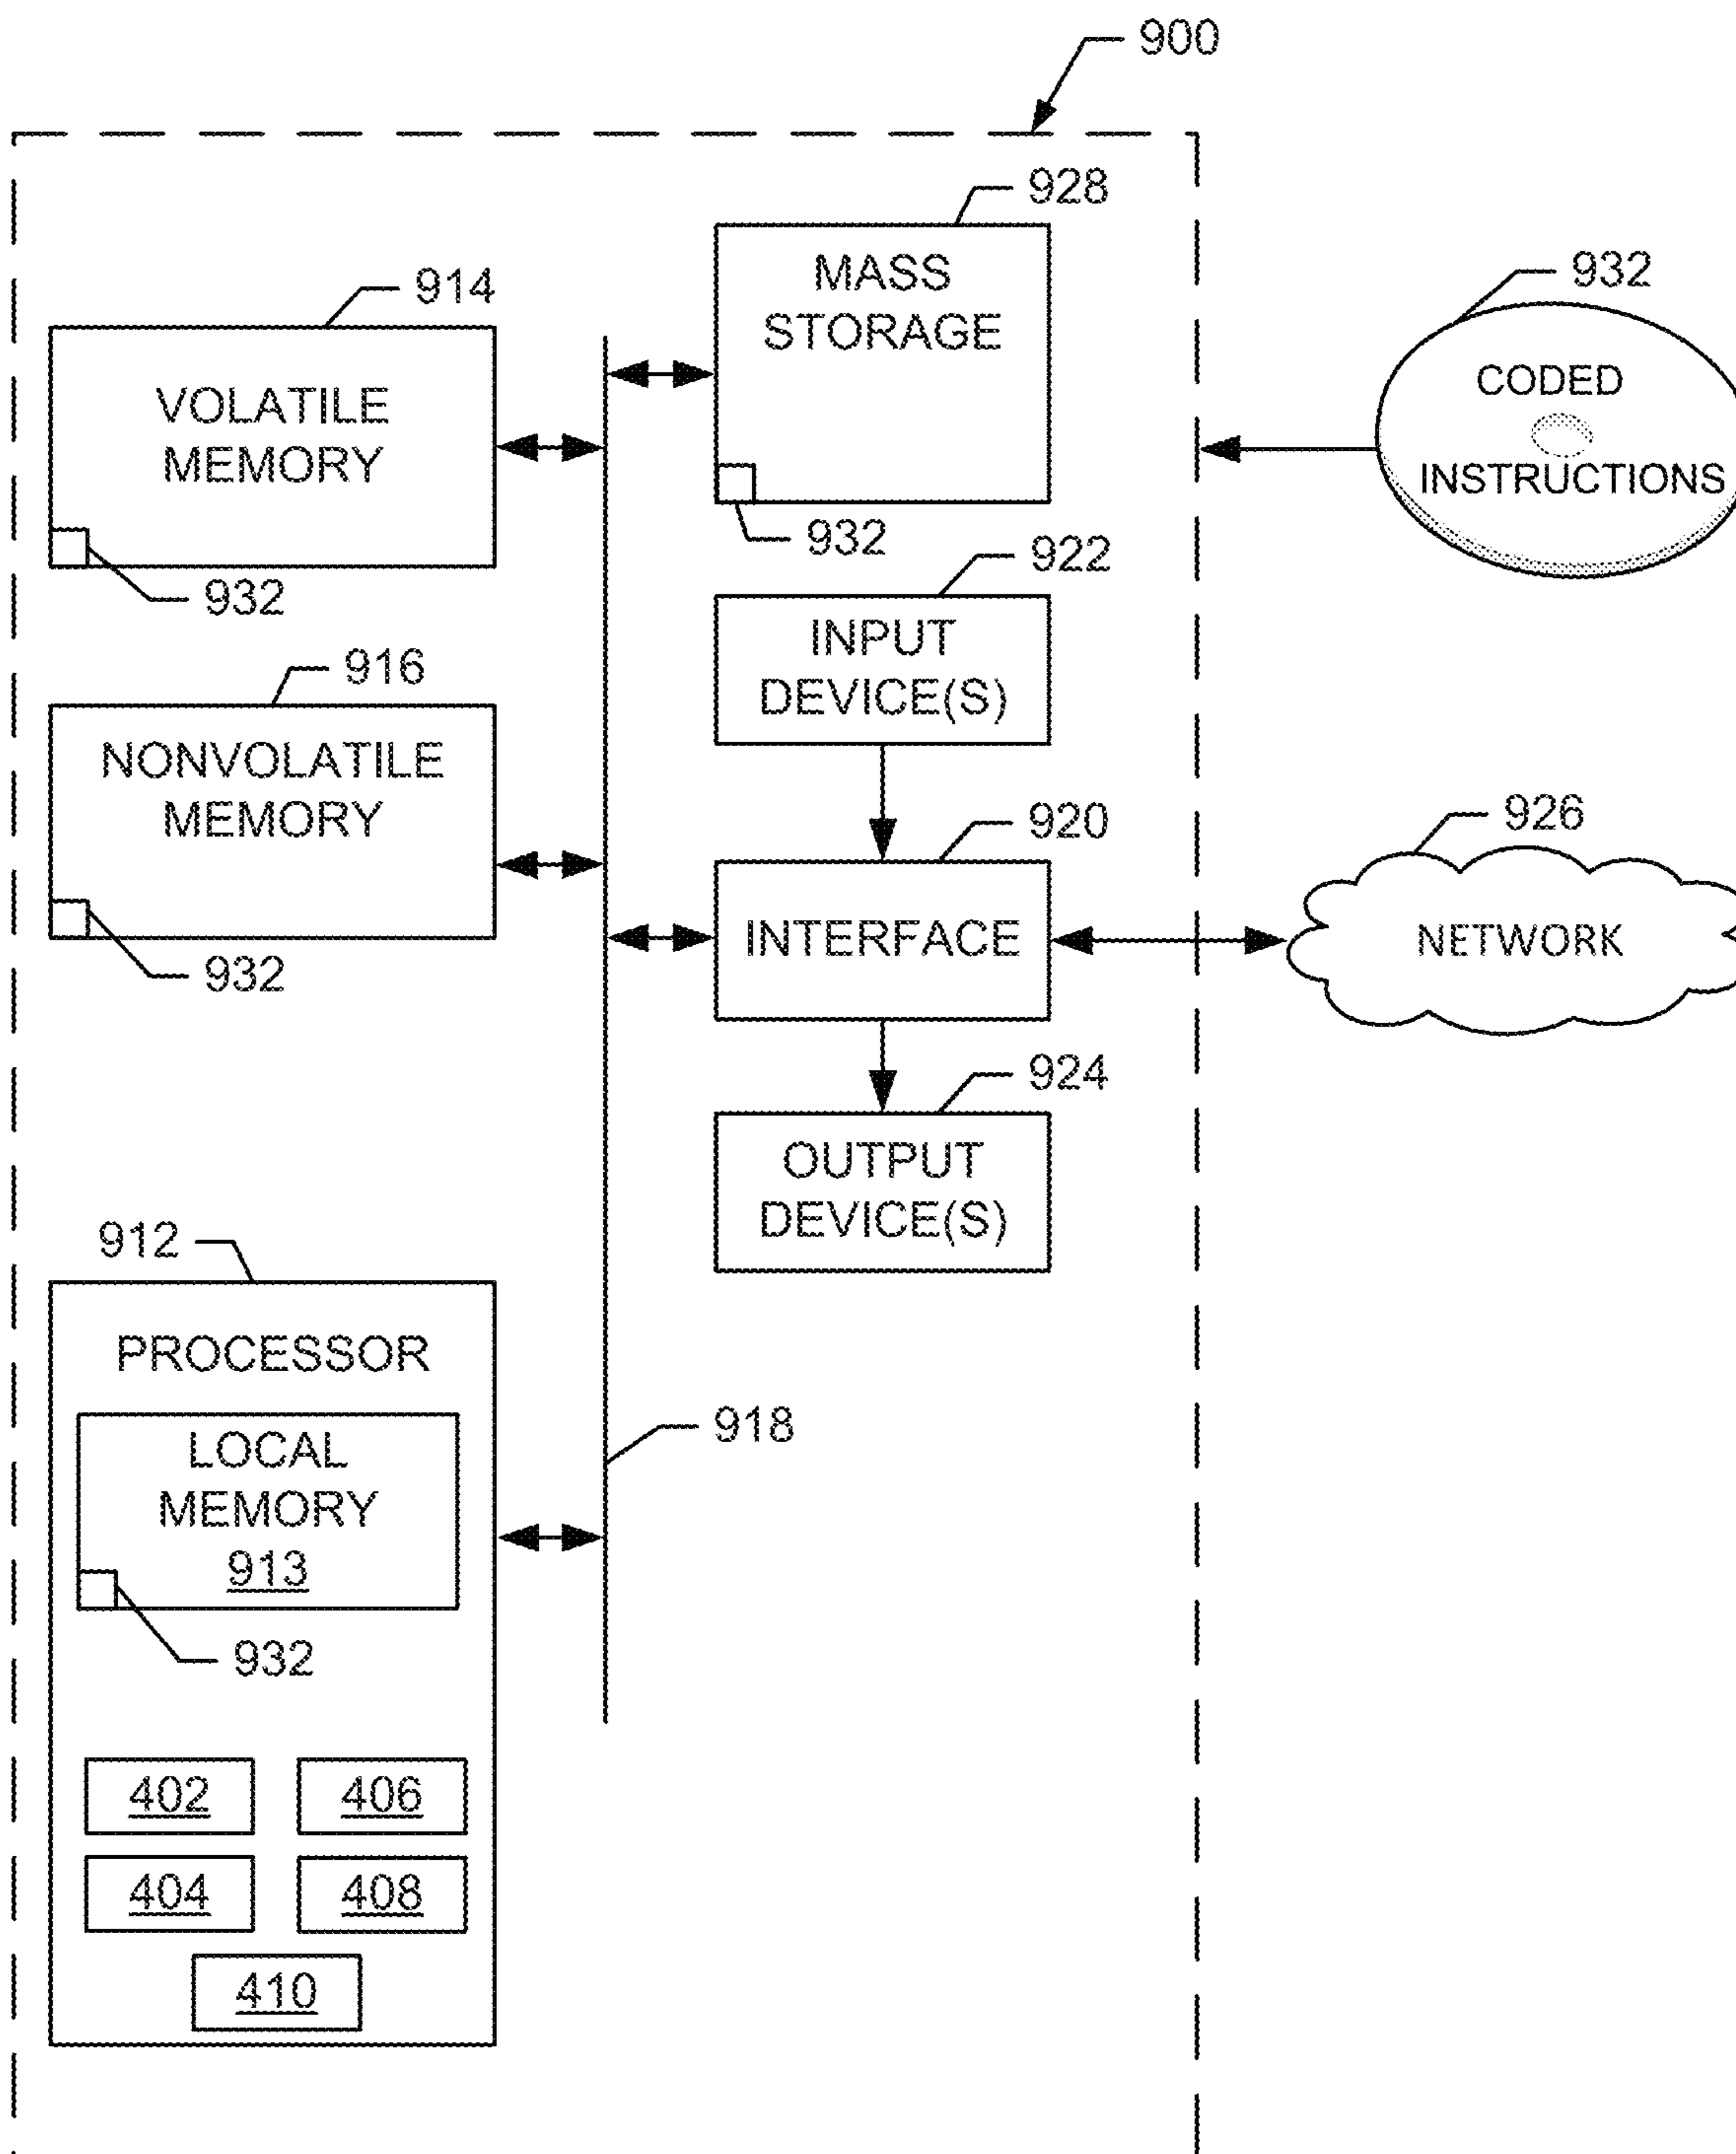 900
928
MASS
STORAGE
932
914
VOLATILE
MEMORY
932
932
CODED
INSTRUCTIONS
922
INPUT
DEVICE(S)
916
NONVOLATILE
MEMORY
932
920
INTERFACE
926
NETWORK
924
OUTPUT
DEVICE(S)
912
PROCESSOR
LOCAL
MEMORY
913
932
918
402
406
404
408
410